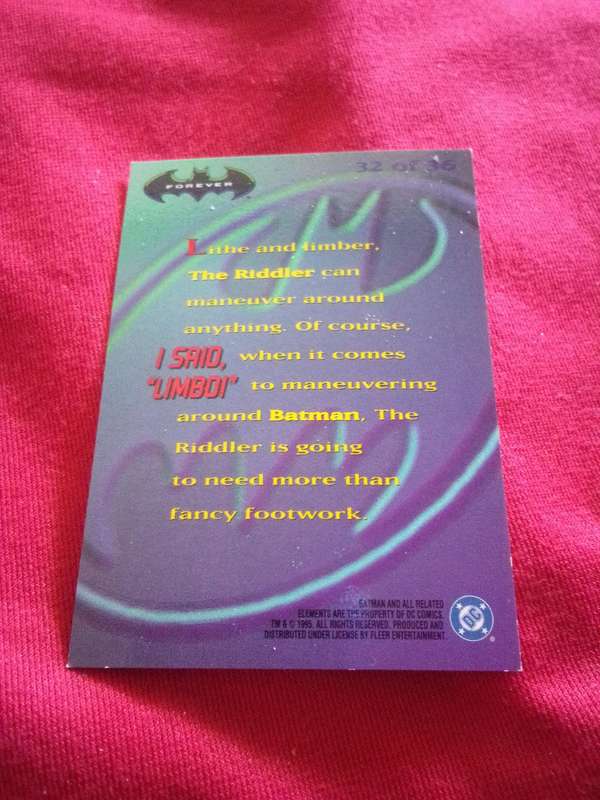 FOREVER
32 of 36
Lithe and limber,
The Riddler can
maneuver around
anything. Of course,
I SAID, when it comes
"LIMBO!" to maneuvering
around Batman, The
Riddler is going
to need more than
fancy footwork.
BATMAN AND ALL RELATED
ELEMENTS ARE THE PROPERTY OF DC COMICS.
TM & © 1995. ALL RIGHTS RESERVED. PRODUCED AND
DISTRIBUTED UNDER LICENSE BY FLEER ENTERTAINMENT
DC
®